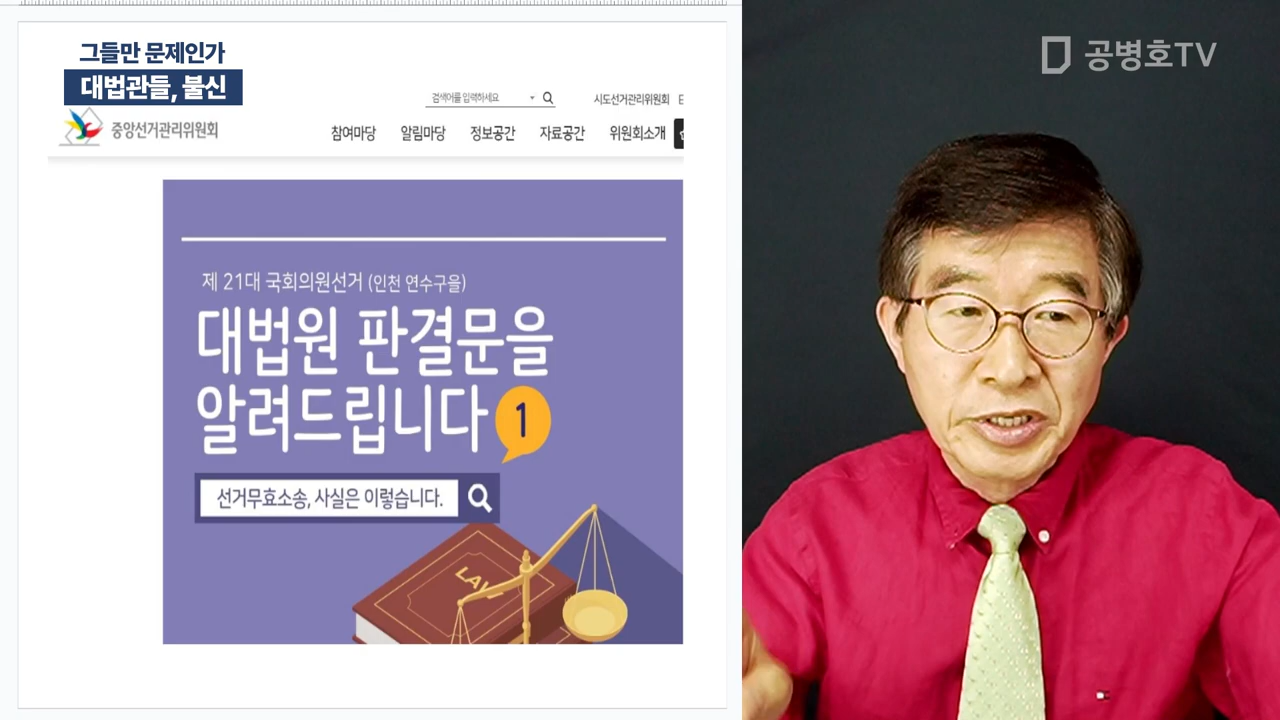 그들만 문제인가
대법관들, 불신
공병호TV
검색어를 입력하세요
시도선거관리위원회
중앙선거관리위원회
참여마당 알림마당 정보공간 자료공간 위원회소개
제 21대 국회의원선거 (인천 연수구을)
대법원 판결문을
알려드립니다 1
선거무효소송, 사실은 이렇습니다.
LAW